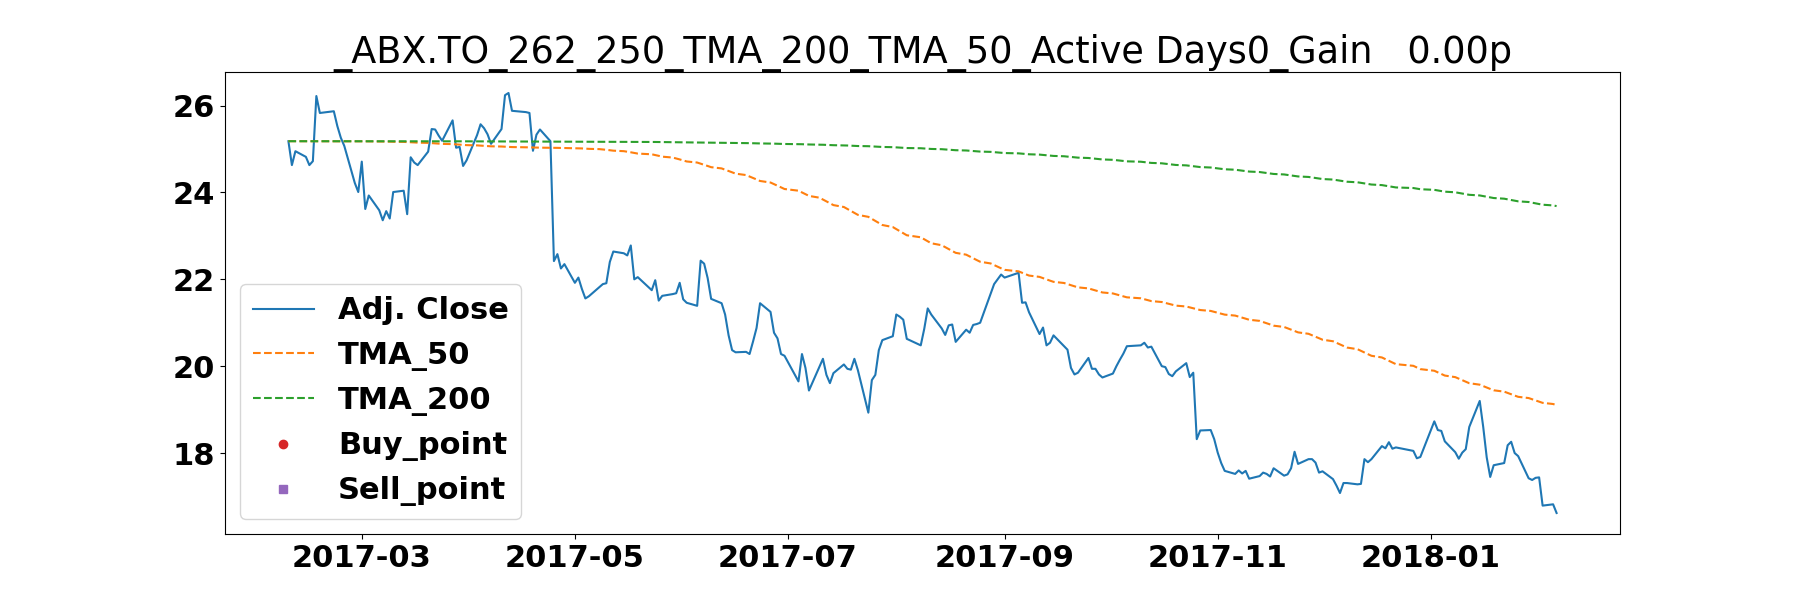 _ABX.TO_262_250_TMA_200_TMA_50_Active Days0_Gain   0.00p
26
24
22
20
18
Adj. Close
TMA_50
TMA_200
Buy_point
Sell_point
2017-03 2017-05 2017-07 2017-09 2017-11 2018-01